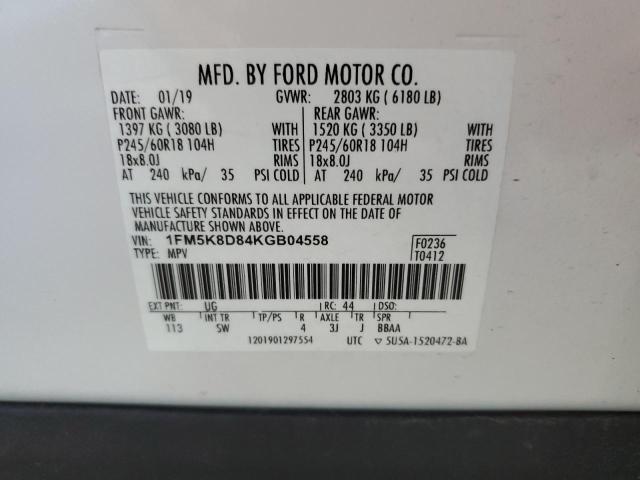 MFD. BY FORD MOTOR CO.
DATE: 01/19 GVWR: 2803 KG ( 6180 LB)
FRONT GAWR: REAR GAWR:
1397 KG ( 3080 LB) WITH 1520 KG ( 3350 LB) WITH
P245/60R18 104H TIRES P245/60R18 104H TIRES
18x8.0J RIMS 18x8.0J RIMS
AT 240 kPa/ 35 PSI COLD AT 240 kPa/ 35 PSI COLD
THIS VEHICLE CONFORMS TO ALL APPLICABLE FEDERAL MOTOR
VEHICLE SAFETY STANDARDS IN EFFECT ON THE DATE OF
MANUFACTURE SHOWN ABOVE.
VIN: 1FM5K8D84KGB04558 F0236
TYPE: MPV T0412
EXT PNT: UG RC: 44 DSO:
WB INT TR TP/PS R AXLE TR SPR
113 SW 4 3J J BBAA
1201901297554 UTC ▽ 5U5A-1520472-BA